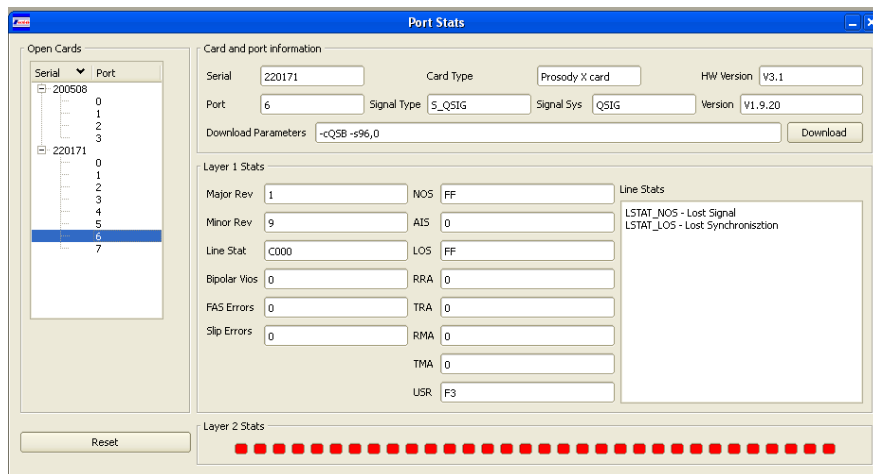 Port Stats
Open Cards
Serial Port
200508
0
1
2
3
220171
0
1
2
3
4
5
6
7
Reset
Card and port information
Serial 220171 Card Type Prosody X card HW Version V3.1
Port 6 Signal Type S_QSIG Signal Sys QSIG Version V1.9.20
Download Parameters -cQSB -s96,0 Download
Layer 1 Stats
Major Rev 1 NOS FF
Minor Rev 9 AIS 0
Line Stat C000 LOS FF
Bipolar Vios 0 RRA 0
FAS Errors 0 TRA 0
Slip Errors 0 RMA 0
TMA 0
USR F3
Line Stats
LSTAT_NOS - Lost Signal
LSTAT_LOS - Lost Synchronisztion
Layer 2 Stats